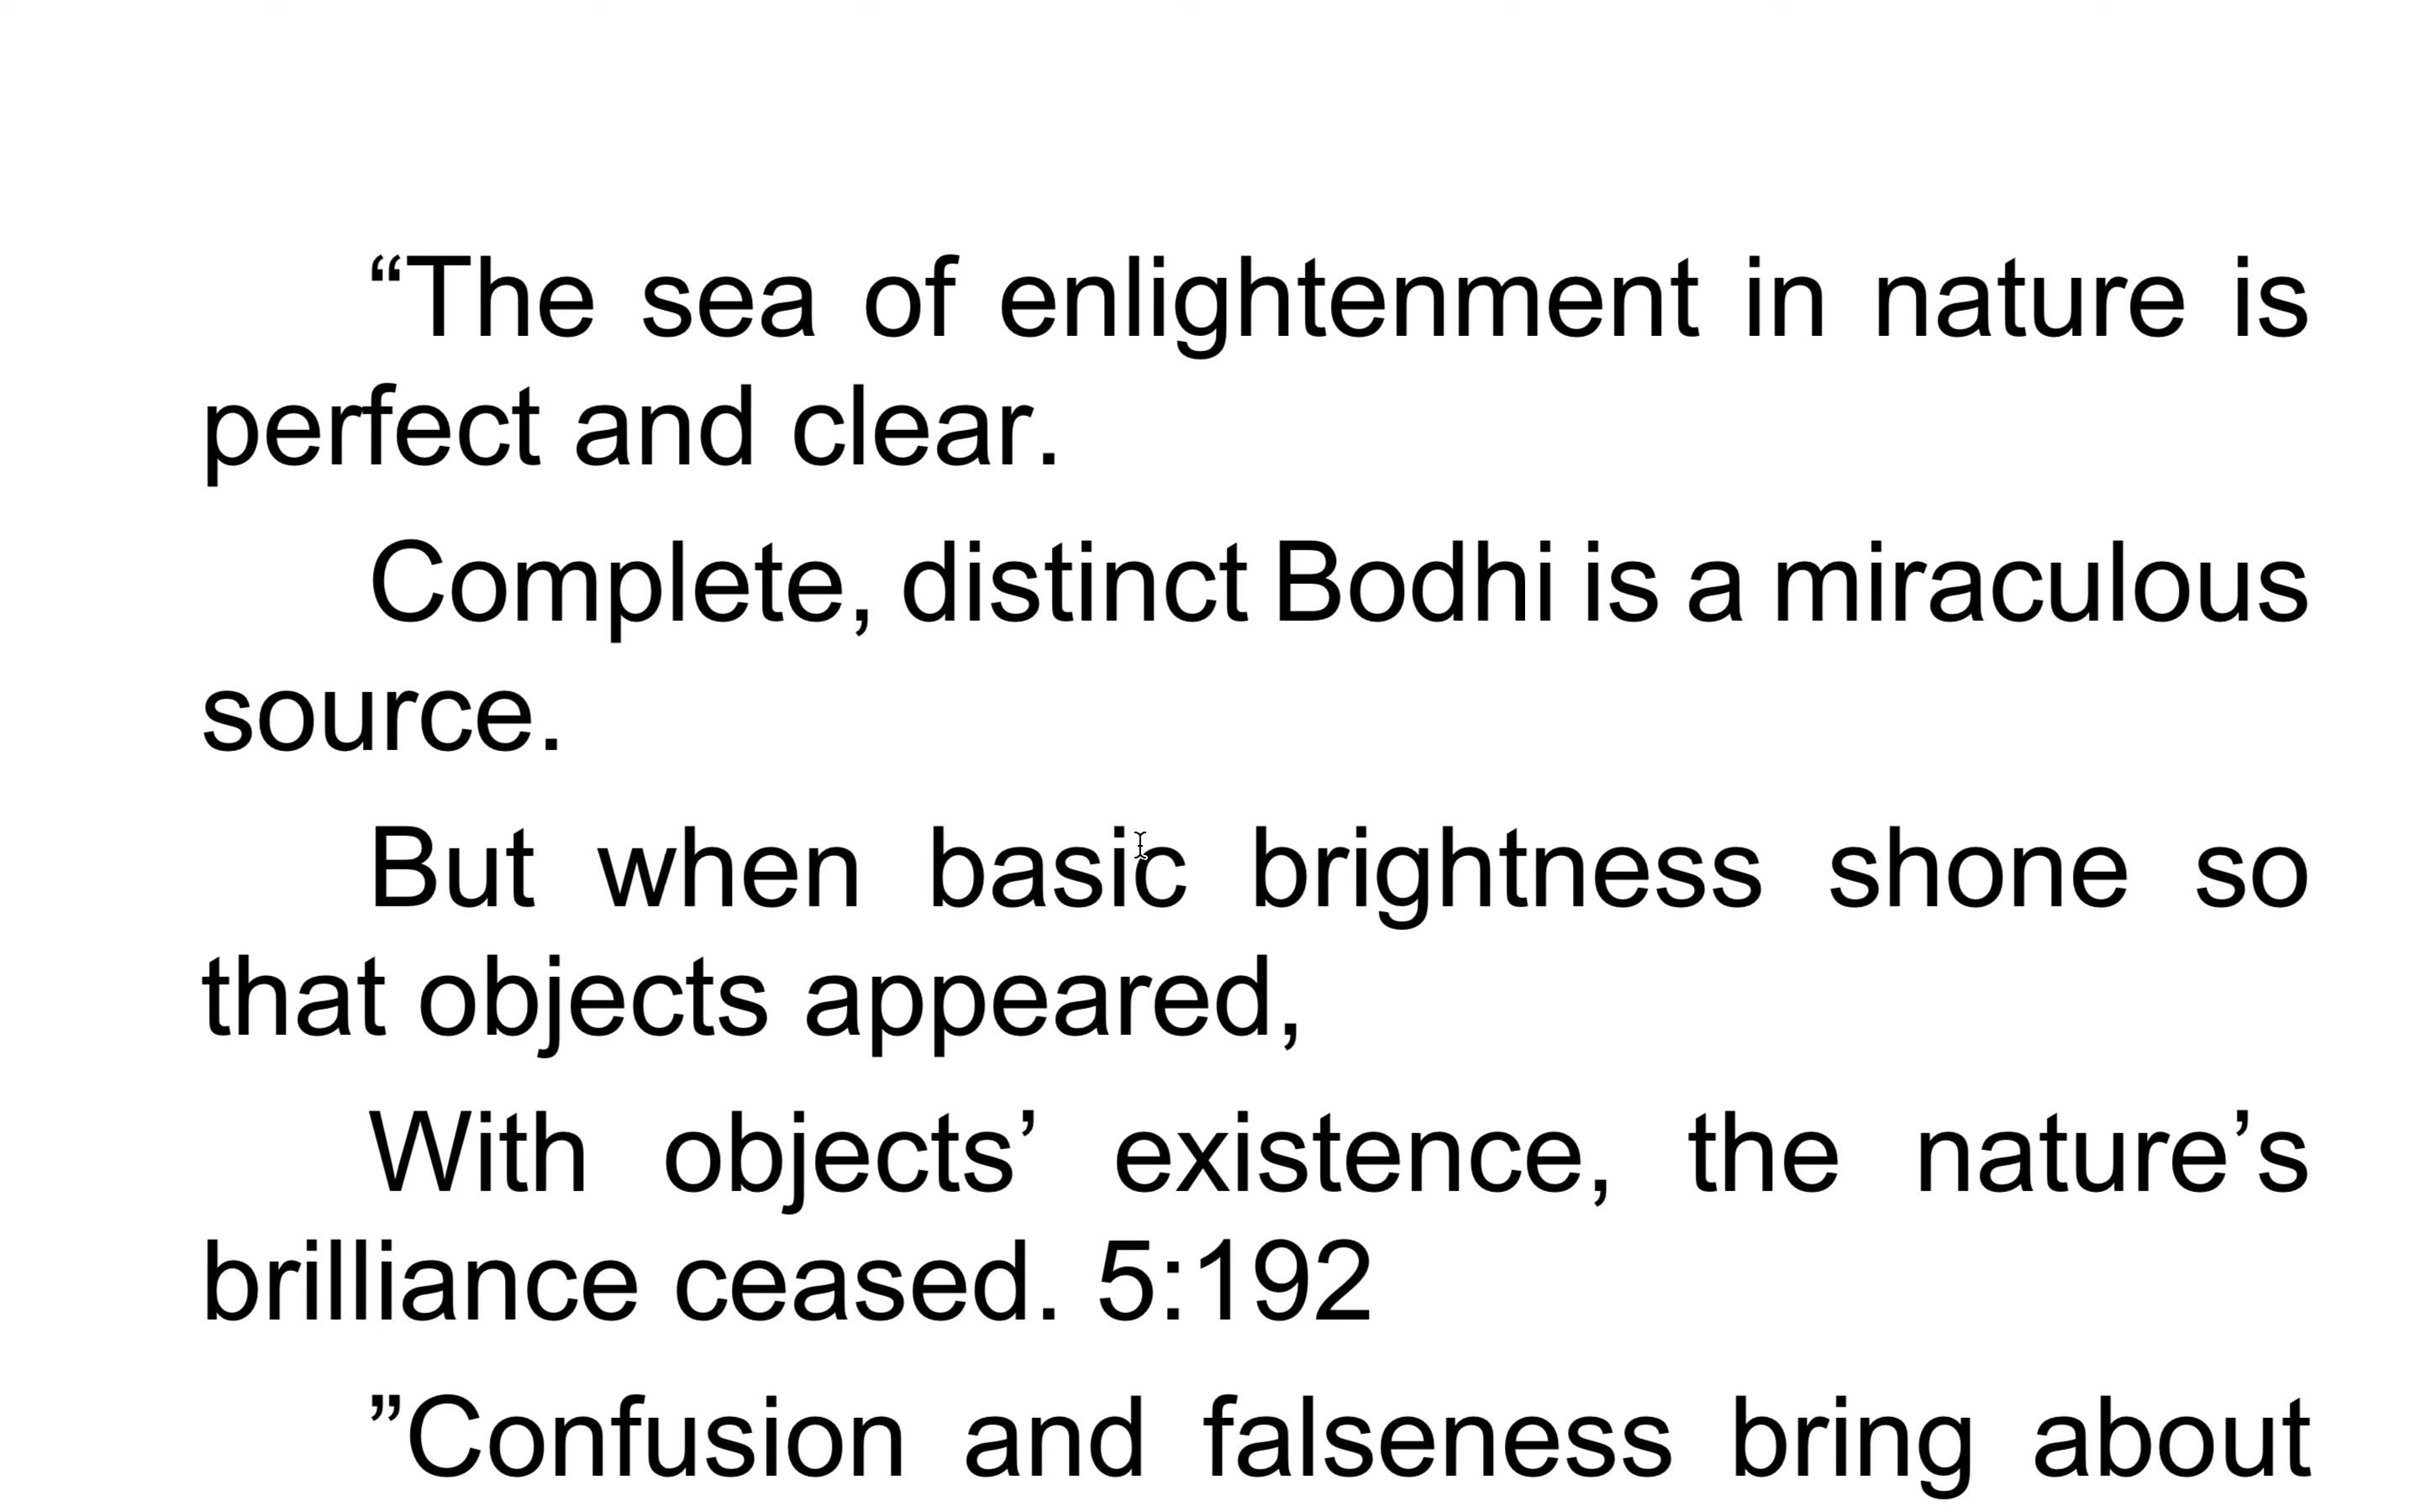 “The sea of enlightenment in nature is
perfect and clear.
Complete, distinct Bodhi is a miraculous
source.
But when basic brightness shone so
that objects appeared,
With objects’ existence, the nature’s
brilliance ceased. 5:192
”Confusion and falseness bring about